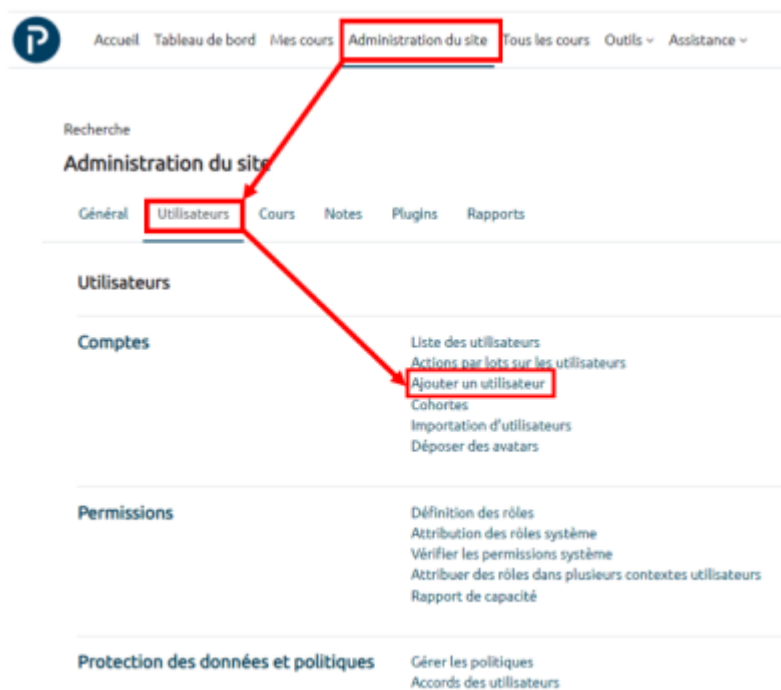 Accueil Tableau de bord Mes cours Administration du site Tous les cours Outils Assistance
Recherche
Administration du site
Général Utilisateurs Cours Notes Plugins Rapports
Utilisateurs
Comptes
Liste des utilisateurs
Actions par lots sur les utilisateurs
Ajouter un utilisateur
Cohortes
Importation d'utilisateurs
Déposer des avatars
Permissions
Définition des rôles
Attribution des rôles système
Vérifier les permissions système
Attribuer des rôles dans plusieurs contextes utilisateurs
Rapport de capacité
Protection des données et politiques
Gérer les politiques
Accords des utilisateurs